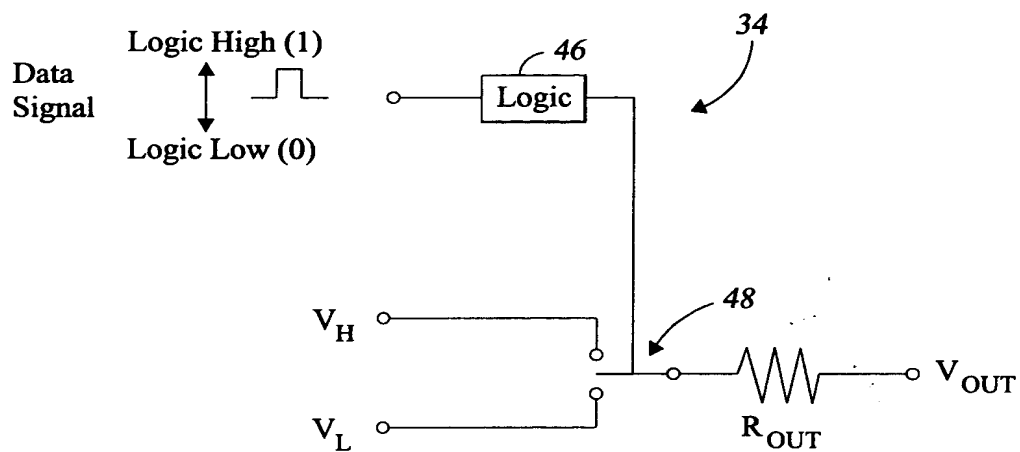 Logic High (1)
Data
Signal
Logic Low (0)
46
Logic
34
48
V_H
V_L
R_OUT
V_OUT